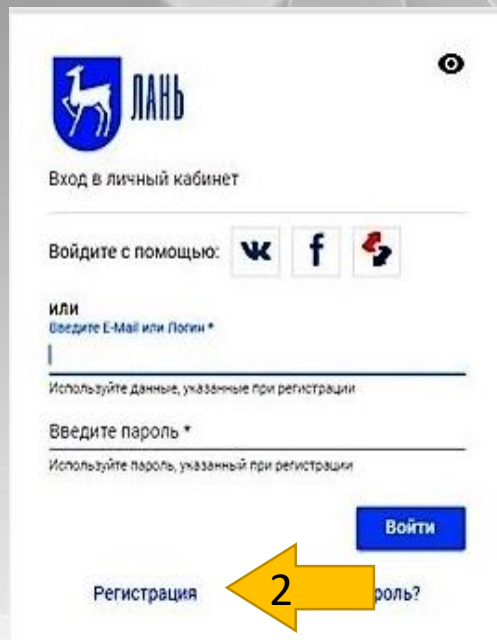 ЛАНЬ
Вход в личный кабинет
Войдите с помощью:
или
Введите E-Mail или Логин *
Используйте данные, указанные при регистрации
Введите пароль *
Используйте пароль, указанный при регистрации
Войти
Регистрация 2 роль?